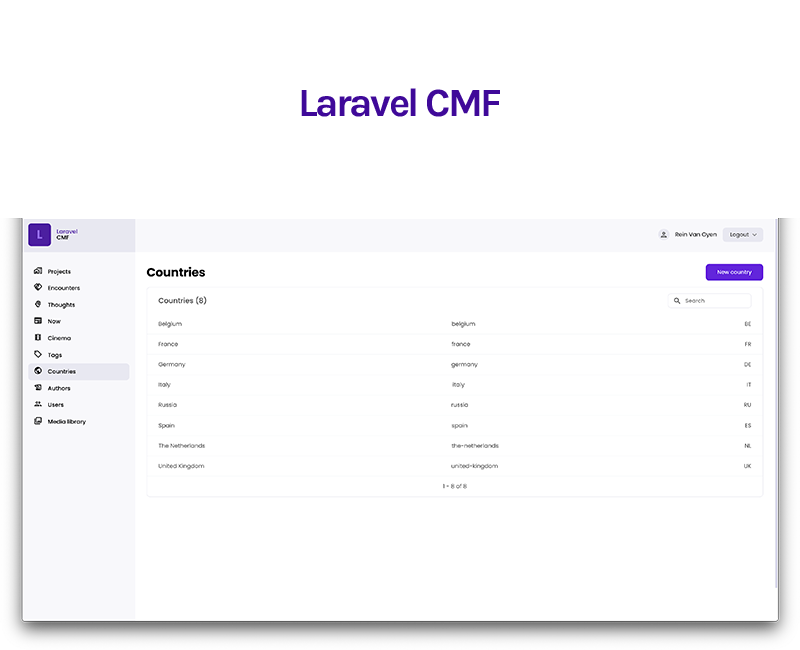 Laravel CMF
L
Laravel
CMF
Rein Van Oyen
Logout
Projects
Encounters
Thoughts
Now
Cinema
Tags
Countries
Authors
Users
Media library
Countries
New country
Countries (8)
Search
Belgium belgium BE
France france FR
Germany germany DE
Italy italy IT
Russia russia RU
Spain spain ES
The Netherlands the-netherlands NL
United Kingdom united-kingdom UK
1 - 8 of 8